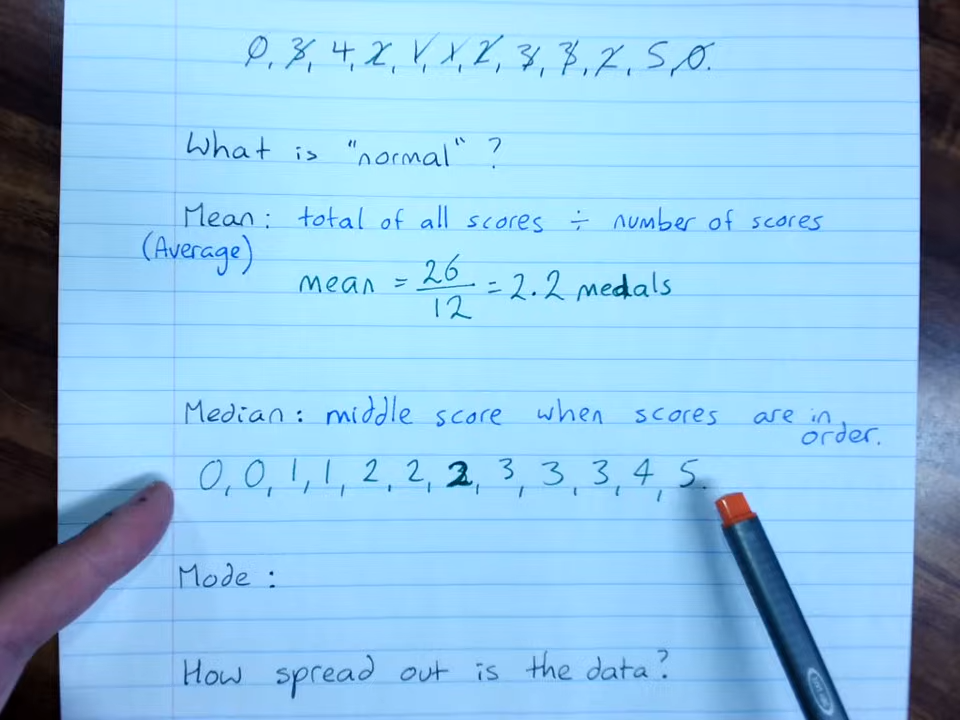 0, 3, 4, 2, 1, 1, 2, 3, 3, 2, 5, 0.
What is "normal" ?
Mean: total of all scores ÷ number of scores
(Average)
mean = 26/12 = 2.2 medals
Median: middle score when scores are in
order.
0, 0, 1, 1, 2, 2, 2, 3, 3, 3, 4, 5.
Mode :
How spread out is the data?